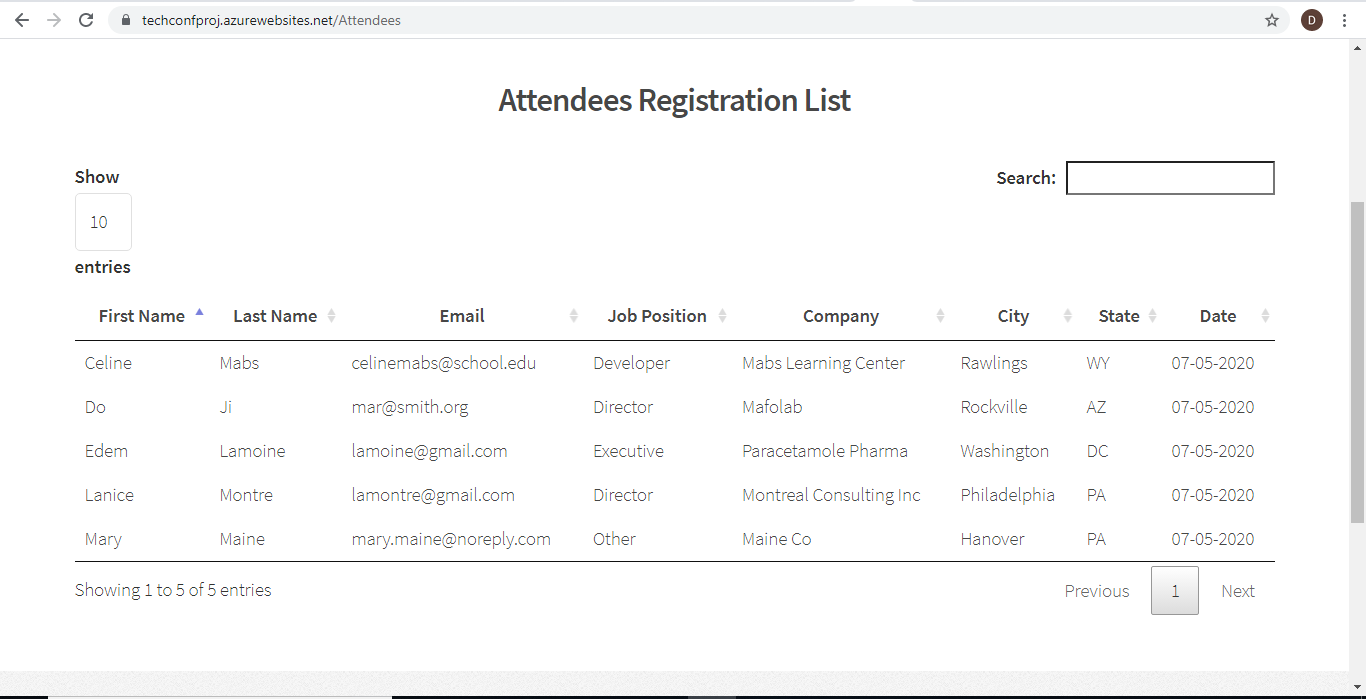 techconfproj.azurewebsites.net/Attendees
D
Attendees Registration List
Show
Search:
10
entries
First Name Last Name Email Job Position Company City State Date
Celine Mabs celinemabs@school.edu Developer Mabs Learning Center Rawlings WY 07-05-2020
Do Ji mar@smith.org Director Mafolab Rockville AZ 07-05-2020
Edem Lamoine lamoine@gmail.com Executive Paracetamole Pharma Washington DC 07-05-2020
Lanice Montre lamontre@gmail.com Director Montreal Consulting Inc Philadelphia PA 07-05-2020
Mary Maine mary.maine@noreply.com Other Maine Co Hanover PA 07-05-2020
Showing 1 to 5 of 5 entries
Previous 1 Next